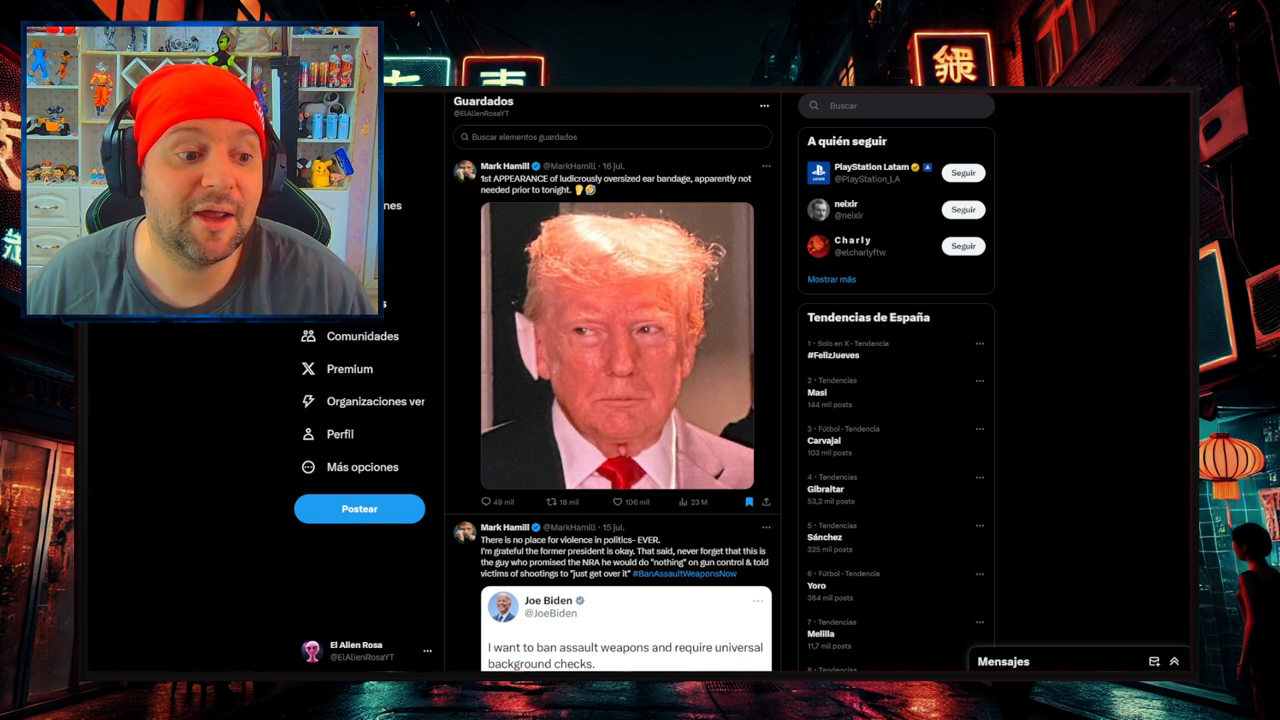 Guardados
@ElAlienRosaYT
Buscar elementos guardados
Mark Hamill @MarkHamill · 16 jul.
1st APPEARANCE of ludicrously oversized ear bandage, apparently not
needed prior to tonight. 👂🤣
49 mil 18 mil 106 mil 23 M
Mark Hamill @MarkHamill · 15 jul.
There is no place for violence in politics- EVER.
I'm grateful the former president is okay. That said, never forget that this is
the guy who promised the NRA he would do "nothing" on gun control & told
victims of shootings to "just get over it" #BanAssaultWeaponsNow
Joe Biden
@JoeBiden
I want to ban assault weapons and require universal
background checks.
nes
s
Comunidades
Premium
Organizaciones ver
Perfil
Más opciones
Postear
El Alien Rosa
@ElAlienRosaYT
Buscar
A quién seguir
PlayStation Latam
@PlayStation_LA
Seguir
neixir
@neixir
Seguir
Charly
@elcharlyftw
Seguir
Mostrar más
Tendencias de España
1 · Solo en X · Tendencia
#FelizJueves
2 · Tendencias
Masi
144 mil posts
3 · Fútbol · Tendencia
Carvajal
103 mil posts
4 · Tendencias
Gibraltar
53,2 mil posts
5 · Tendencias
Sánchez
325 mil posts
6 · Fútbol · Tendencia
Yoro
364 mil posts
7 · Tendencias
Melilla
11,7 mil posts
Mensajes